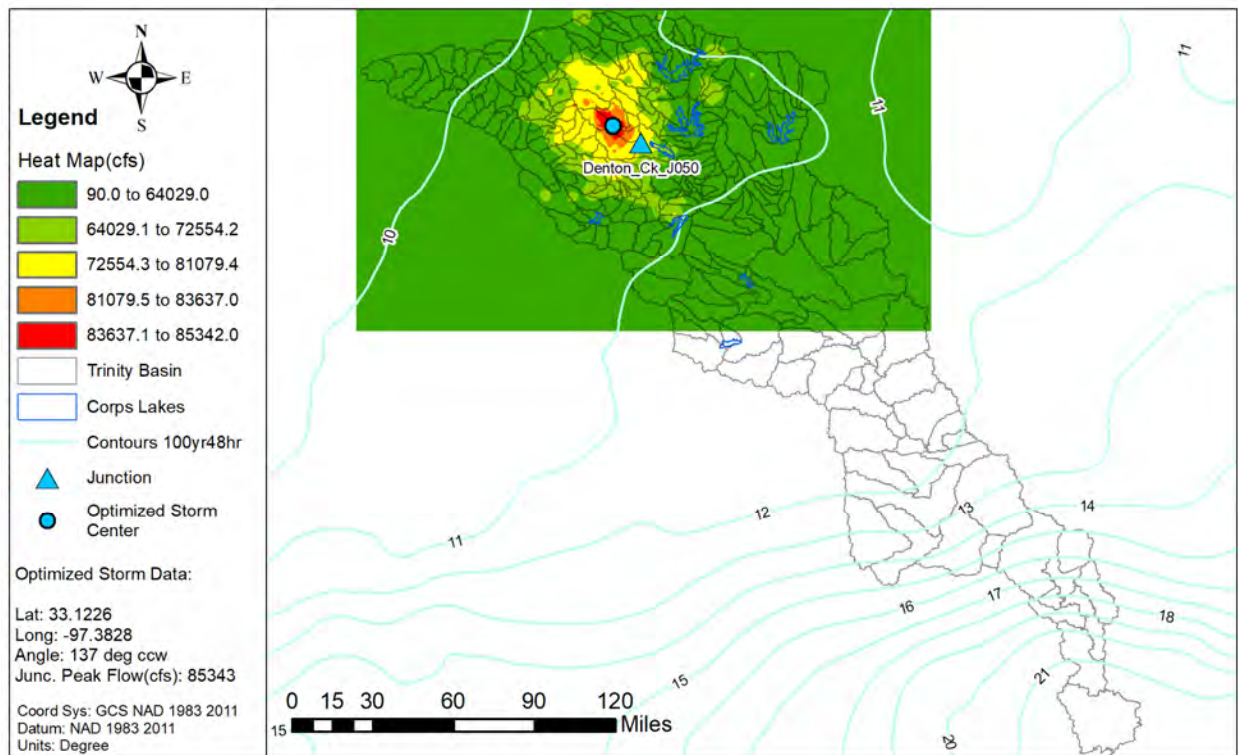 N
W E
S
Legend
Heat Map(cfs)
90.0 to 64029.0
64029.1 to 72554.2
72554.3 to 81079.4
81079.5 to 83637.0
83637.1 to 85342.0
Trinity Basin
Corps Lakes
Contours 100yr48hr
Junction
Optimized Storm
Center
Optimized Storm Data:
Lat: 33.1226
Long: -97.3828
Angle: 137 deg ccw
Junc. Peak Flow(cfs): 85343
Coord Sys: GCS NAD 1983 2011
Datum: NAD 1983 2011
Units: Degree
11
11
Denton_Ck_J050
10
12
13
14
11
16
17
18
15
21
20
15
0 15 30 60 90 120
Miles